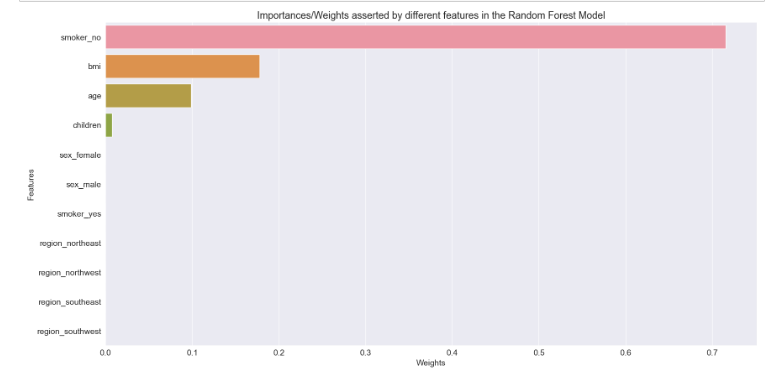 Importances/Weights asserted by different features in the Random Forest Model
smoker_no
bmi
age
children
sex_female
sex_male
smoker_yes
region_northeast
region_northwest
region_southeast
region_southwest
Features
0.0 0.1 0.2 0.3 0.4 0.5 0.6 0.7
Weights